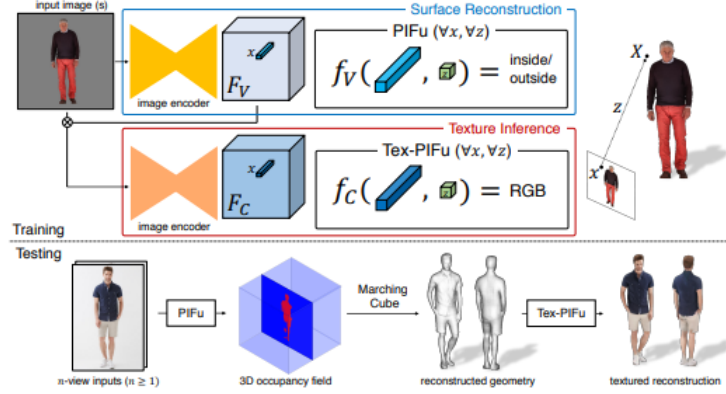 input image (s)
Surface Reconstruction
PIFu (∀x, ∀z)
x
F_V
f_V( , z) = inside/
outside
image encoder
Texture Inference
Tex-PIFu (∀x, ∀z)
x
F_C
f_C( , z) = RGB
image encoder
X
z
x
Training
Testing
PIFu
Marching
Cube
Tex-PIFu
n-view inputs (n ≥ 1)
3D occupancy field
reconstructed geometry
textured reconstruction